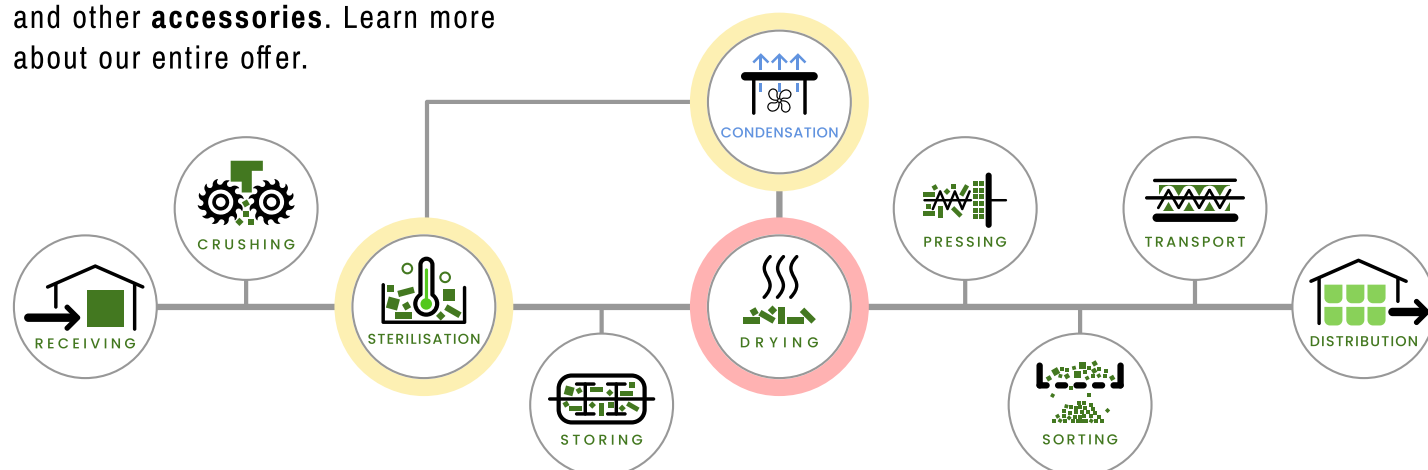 and other accessories. Learn more
about our entire offer.
CONDENSATION
CRUSHING
PRESSING
TRANSPORT
RECEIVING
STERILISATION
DRYING
DISTRIBUTION
STORING
SORTING